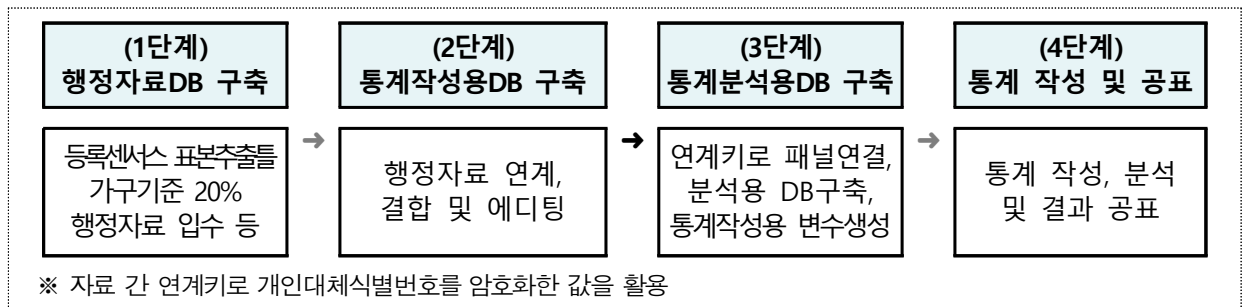 (1단계)
행정자료DB 구축
등록센서스 표본추출틀
가구기준 20%
행정자료 입수 등
➜
(2단계)
통계작성용DB 구축
행정자료 연계,
결합 및 에디팅
➜
(3단계)
통계분석용DB 구축
연계키로 패널연결,
분석용 DB구축,
통계작성용 변수생성
➜
(4단계)
통계 작성 및 공표
통계 작성, 분석
및 결과 공표
※ 자료 간 연계키로 개인대체식별번호를 암호화한 값을 활용